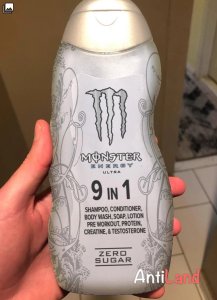 MONSTER
ENERGY
ULTRA
9 IN 1
SHAMPOO, CONDITIONER,
BODY WASH, SOAP, LOTION
PRE WORKOUT, PROTEIN,
CREATINE, & TESTOSTERONE
ZERO
SUGAR
AntiLand